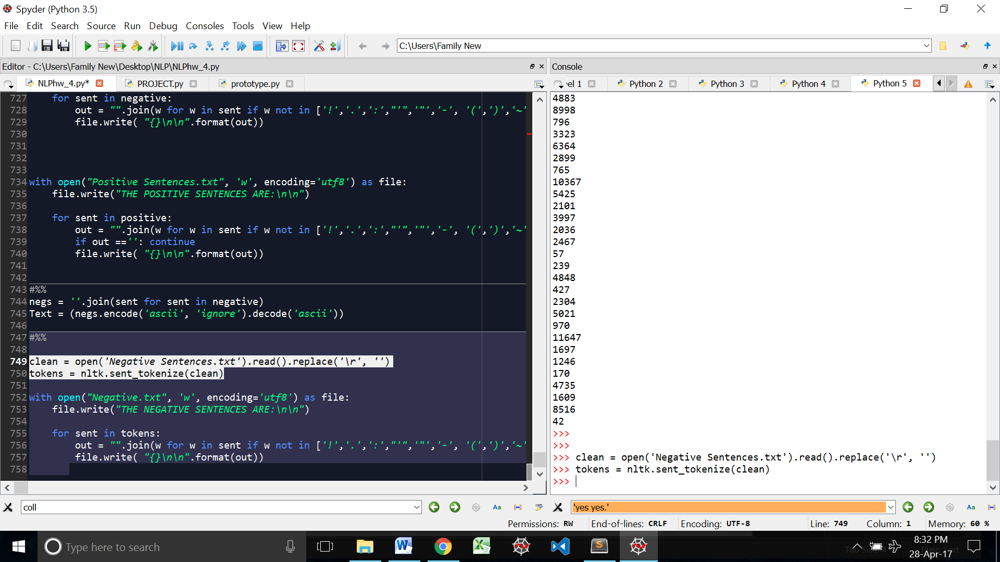 Spyder (Python 3.5)
File Edit Search Source Run Debug Consoles Tools View Help
C:\Users\Family New
Editor - C:\Users\Family New\Desktop\NLP\NLPhw_4.py
Console
NLPhw_4.py* PROJECT.py prototype.py
el 1 Python 2 Python 3 Python 4 Python 5
727     for sent in negative:
728         out = "".join(w for w in sent if w not in ['!','.',':',"'",'"','-', '(',')','~'
729         file.write( "{}\n\n".format(out))
730
731
732
733
734 with open("Positive Sentences.txt", 'w', encoding='utf8') as file:
735     file.write("THE POSITIVE SENTENCES ARE:\n\n")
736
737     for sent in positive:
738         out = "".join(w for w in sent if w not in ['!','.',':',"'",'"','-', '(',')','~'
739         if out =='': continue
740         file.write( "{}\n\n".format(out))
741
742
743 #%%
744 negs = ''.join(sent for sent in negative)
745 Text = (negs.encode('ascii', 'ignore').decode('ascii'))
746
747 #%%
748
749 clean = open('Negative Sentences.txt').read().replace('\r', '')
750 tokens = nltk.sent_tokenize(clean)
751
752 with open("Negative.txt", 'w', encoding='utf8') as file:
753     file.write("THE NEGATIVE SENTENCES ARE:\n\n")
754
755     for sent in tokens:
756         out = "".join(w for w in sent if w not in ['!','.',':',"'",'"','-', '(',')','~'
757         file.write( "{}\n\n".format(out))
758
4883
8998
796
3323
6364
2899
765
10367
5425
2101
3997
2036
2467
57
239
4848
427
2304
5021
970
11647
1697
1246
170
4735
1609
8516
42
>>>
>>>
>>> clean = open('Negative Sentences.txt').read().replace('\r', '')
>>> tokens = nltk.sent_tokenize(clean)
>>>
coll
Aa
'yes yes.'
Aa
Permissions: RW End-of-lines: CRLF Encoding: UTF-8 Line: 749 Column: 1 Memory: 60 %
Type here to search
8:32 PM
Tab Size: 4 Plain Text
28-Apr-17